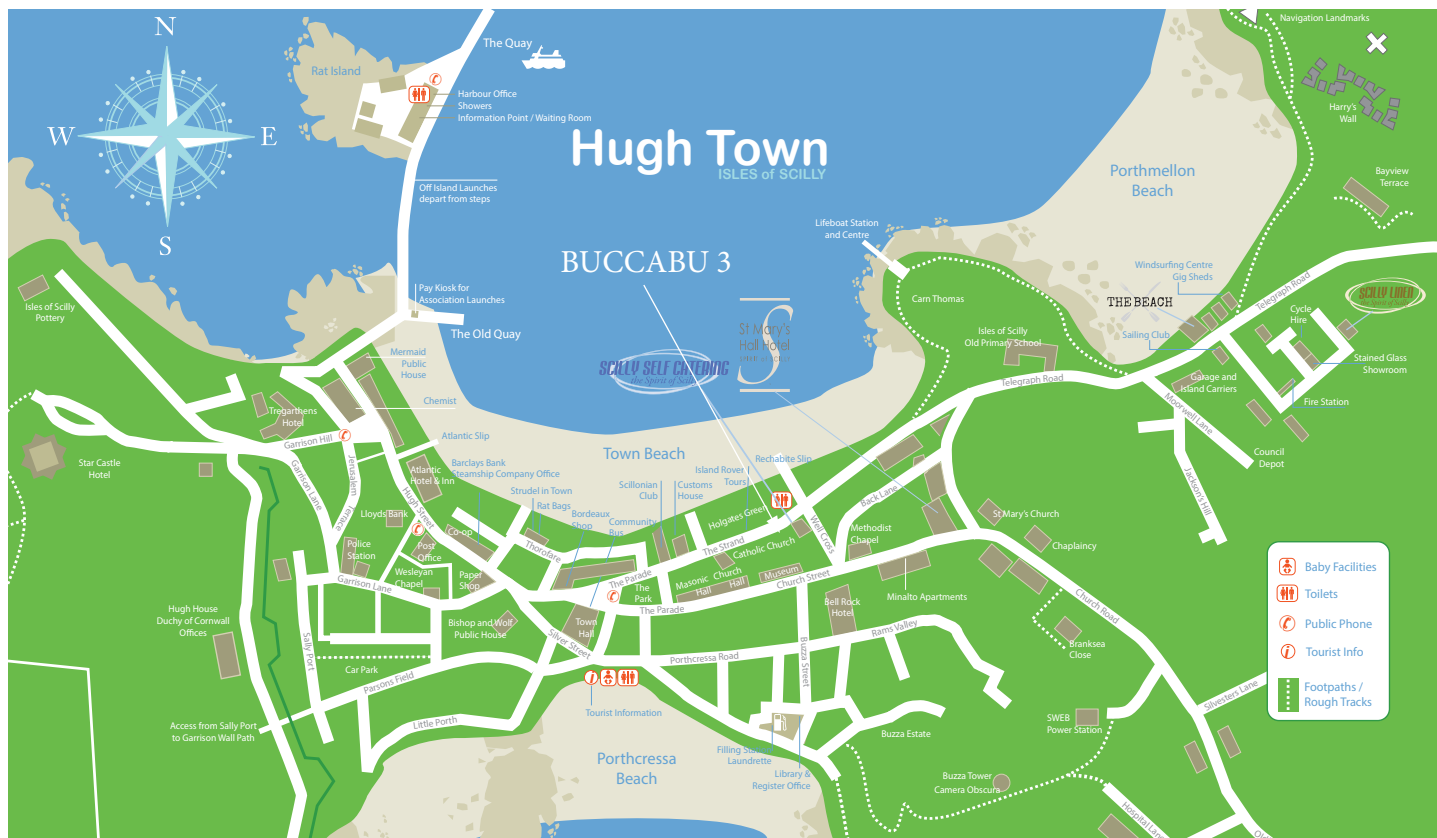 N
W
E
S
The Quay
Rat Island
Harbour Office
Showers
Information Point / Waiting Room
Hugh Town
ISLES of SCILLY
Off Island Launches
depart from steps
BUCCABU 3
Pay Kiosk for
Association Launches
The Old Quay
SCILLY SELF CATERING
the Spirit of Scilly
St Mary's
Hall Hotel
Lifeboat Station
and Centre
Carn Thomas
Porthmellon
Beach
Navigation Landmarks
Harry's
Wall
Bayview
Terrace
Windsurfing Centre
Gig Sheds
THE BEACH
Sailing Club
Telegraph Road
Cycle
Hire
SCILLY LINEN
the Spirit of Scilly
Stained Glass
Showroom
Fire Station
Garage and
Island Carriers
Isles of Scilly
Old Primary School
Telegraph Road
Moorwell Lane
Council
Depot
Jackson's Hill
Isles of Scilly
Pottery
Mermaid
Public
House
Chemist
Tregarthens
Hotel
Garrison Hill
Star Castle
Hotel
Atlantic Slip
Atlantic
Hotel & Inn
Barclays Bank
Steamship Company Office
Strudel in Town
Rat Bags
Bordeaux
Shop
Community
Bus
Town Beach
Scillonian
Club
Customs
House
Island Rover
Tours
Rechabite Slip
Garrison Lane
Jerusalem
Terrace
Hugh Street
Lloyds Bank
Co-op
Police
Station
Post
Office
Wesleyan
Chapel
Paper
Shop
Garrison Lane
Thorofare
The Parade
The
Park
The Parade
The Strand
Holgates Green
Catholic Church
Masonic
Hall
Church
Hall
Museum
Church Street
Well Cross
Back Lane
Methodist
Chapel
St Mary's Church
Chaplaincy
Minalto Apartments
Bell Rock
Hotel
Church Road
Rams Valley
Branksea
Close
Hugh House
Duchy of Cornwall
Offices
Sally Port
Car Park
Parsons Field
Bishop and Wolf
Public House
Silver Street
Town
Hall
Porthcressa Road
Buzza Street
Little Porth
Access from Sally Port
to Garrison Wall Path
Tourist Information
Porthcressa
Beach
Filling Station
Laundrette
Library &
Register Office
Buzza Estate
SWEB
Power Station
Buzza Tower
Camera Obscura
Silvesters Lane
Hospital Lane
Baby Facilities
Toilets
Public Phone
Tourist Info
Footpaths /
Rough Tracks